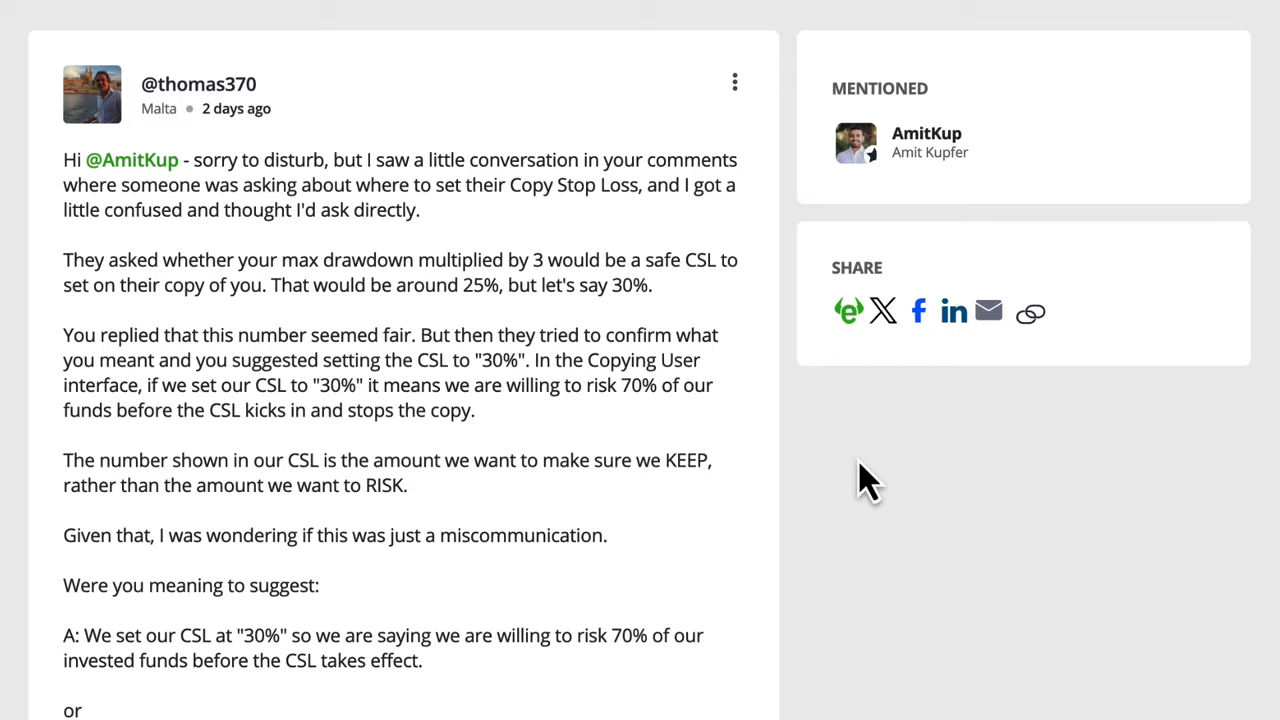 @thomas370
Malta • 2 days ago
Hi @AmitKup - sorry to disturb, but I saw a little conversation in your comments
where someone was asking about where to set their Copy Stop Loss, and I got a
little confused and thought I'd ask directly.
They asked whether your max drawdown multiplied by 3 would be a safe CSL to
set on their copy of you. That would be around 25%, but let's say 30%.
You replied that this number seemed fair. But then they tried to confirm what
you meant and you suggested setting the CSL to "30%". In the Copying User
interface, if we set our CSL to "30%" it means we are willing to risk 70% of our
funds before the CSL kicks in and stops the copy.
The number shown in our CSL is the amount we want to make sure we KEEP,
rather than the amount we want to RISK.
Given that, I was wondering if this was just a miscommunication.
Were you meaning to suggest:
A: We set our CSL at "30%" so we are saying we are willing to risk 70% of our
invested funds before the CSL takes effect.
or
MENTIONED
AmitKup
Amit Kupfer
SHARE
e X f in